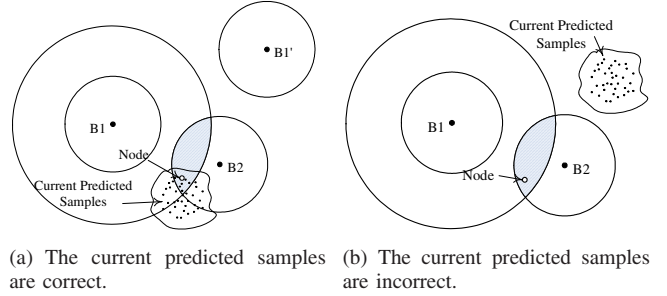 B1'
B1
Node
B2
Current Predicted
Samples
Current Predicted
Samples
B1
B2
Node
(a) The current predicted samples
are correct.
(b) The current predicted samples
are incorrect.